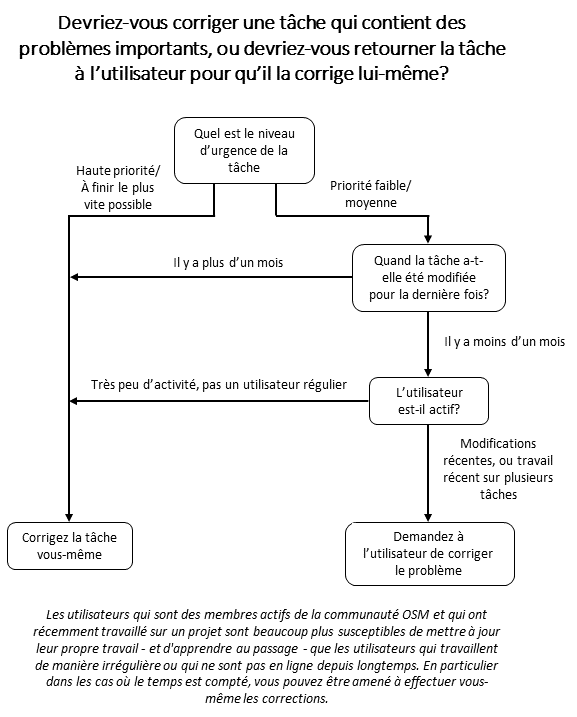 Devriez-vous corriger une tâche qui contient des
problèmes importants, ou devriez-vous retourner la tâche
à l'utilisateur pour qu'il la corrige lui-même?
Quel est le niveau
d'urgence de la
tâche
Haute priorité/
À finir le plus
vite possible
Priorité faible/
moyenne
Quand la tâche a-t-
elle été modifiée
pour la dernière fois?
Il y a plus d'un mois
Il y a moins d'un mois
L'utilisateur
est-il actif?
Très peu d'activité, pas un utilisateur régulier
Modifications
récentes, ou travail
récent sur plusieurs
tâches
Corrigez la tâche
vous-même
Demandez à
l'utilisateur de corriger
le problème
Les utilisateurs qui sont des membres actifs de la communauté OSM et qui ont
récemment travaillé sur un projet sont beaucoup plus susceptibles de mettre à jour
leur propre travail - et d'apprendre au passage - que les utilisateurs qui travaillent
de manière irrégulière ou qui ne sont pas en ligne depuis longtemps. En particulier
dans les cas où le temps est compté, vous pouvez être amené à effectuer vous-
même les corrections.